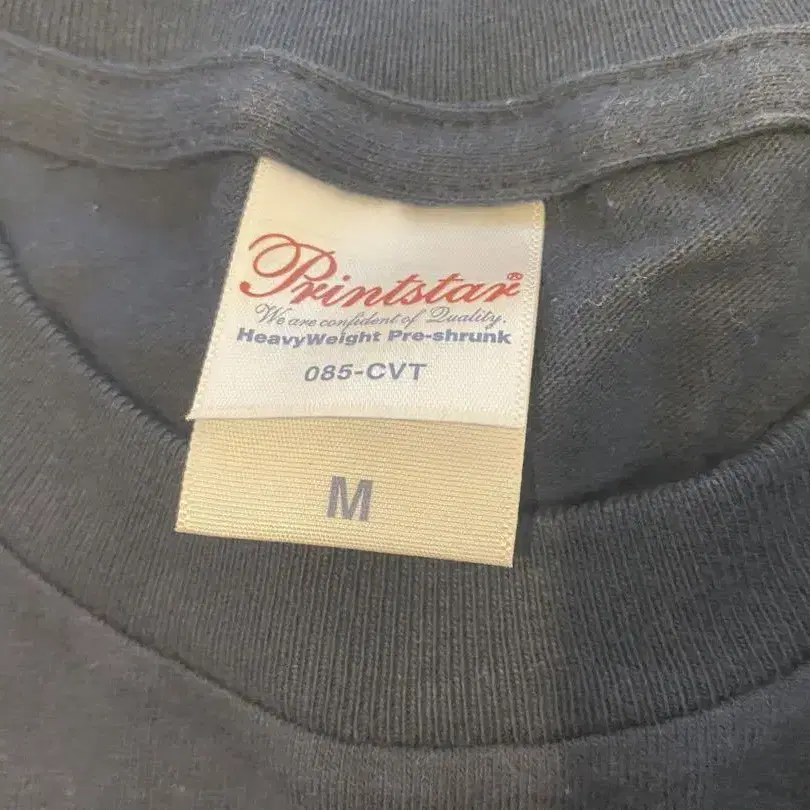 Printstar®
We are confident of Quality.
HeavyWeight Pre-shrunk
085-CVT
M